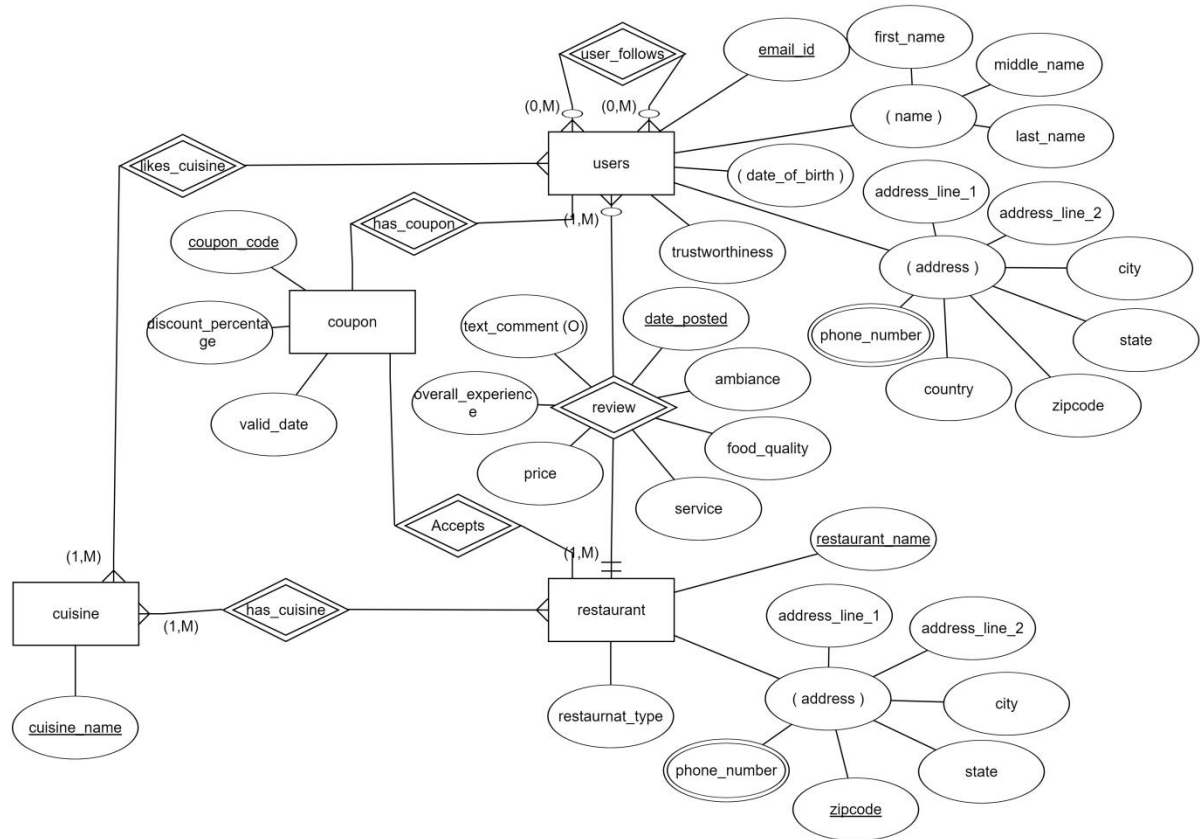 user_follows
email_id
first_name
middle_name
( name )
last_name
(0,M)
(0,M)
likes_cuisine
users
( date_of_birth )
address_line_1
address_line_2
has_coupon
(1,M)
coupon_code
trustworthiness
( address )
city
coupon
discount_percenta
ge
text_comment (O)
date_posted
phone_number
state
ambiance
country
zipcode
overall_experienc
e
review
valid_date
food_quality
price
service
Accepts
restaurant_name
(1,M)
(1,M)
cuisine
has_cuisine
(1,M)
restaurant
address_line_1
address_line_2
( address )
city
cuisine_name
restaurnat_type
phone_number
state
zipcode